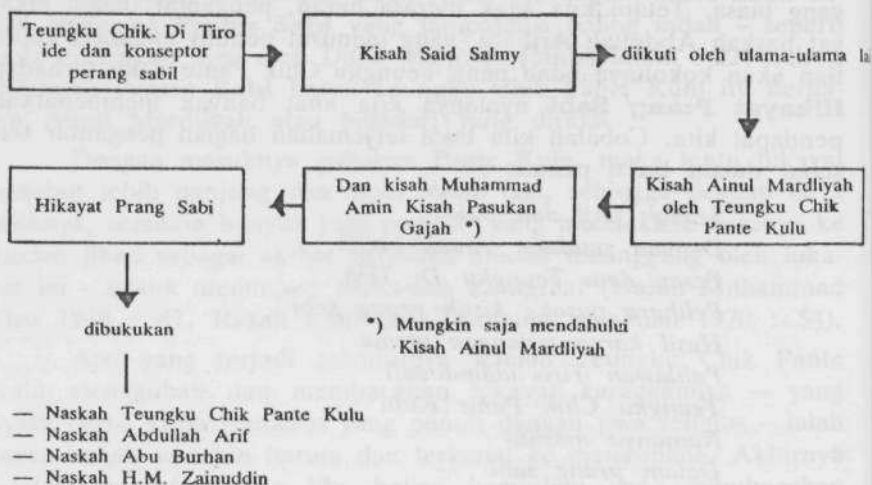 Teungku Chik. Di Tiro
ide dan konseptor
perang sabil
Kisah Said Salmy
diikuti oleh ulama-ulama la
Kisah Ainul Mardliyah
oleh Teungku Chik
Pante Kulu
Dan kisah Muhammad
Amin Kisah Pasukan
Gajah *)
Hikayat Prang Sabi
dibukukan
*) Mungkin saja mendahului
Kisah Ainul Mardliyah
— Naskah Teungku Chik Pante Kulu
— Naskah Abdullah Arif
— Naskah Abu Burhan
— Naskah H.M. Zainuddin